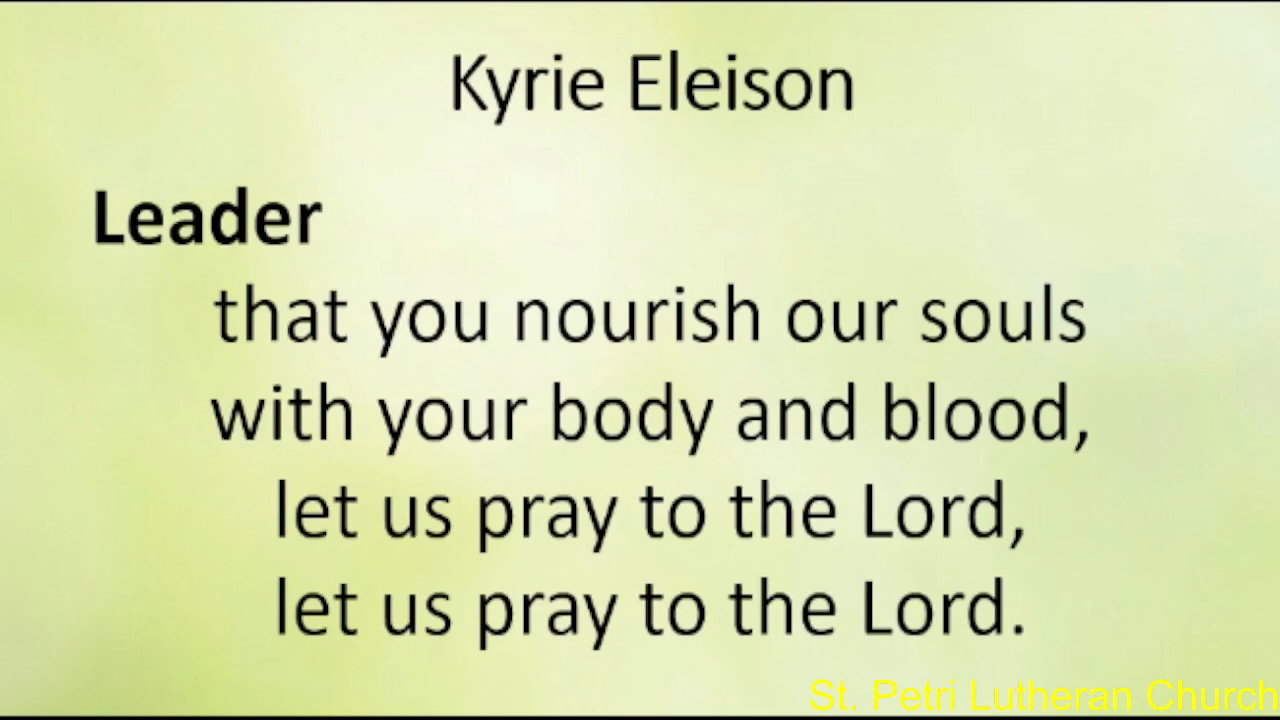 Kyrie Eleison
Leader
that you nourish our souls
with your body and blood,
let us pray to the Lord,
let us pray to the Lord.
St. Petri Lutheran Church